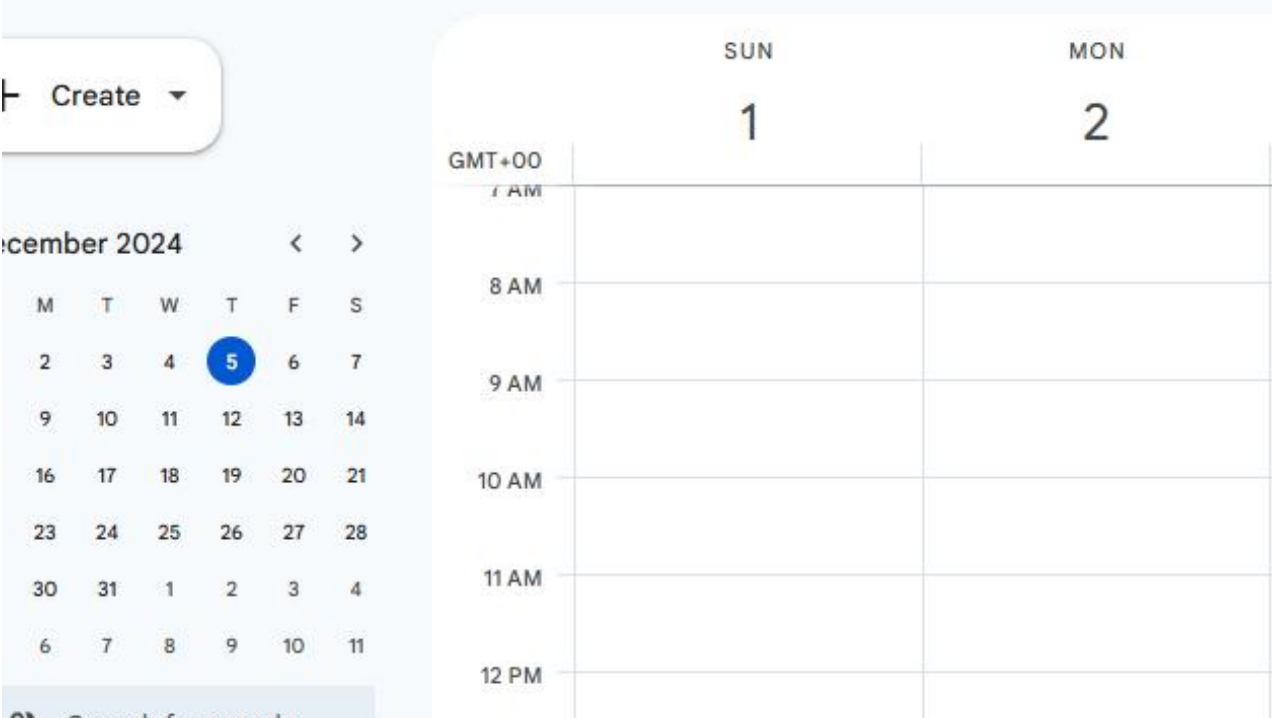 Create
ecember 2024
M T W T F S
2 3 4 5 6 7
9 10 11 12 13 14
16 17 18 19 20 21
23 24 25 26 27 28
30 31 1 2 3 4
6 7 8 9 10 11
SUN MON
1 2
GMT+00
7 AM
8 AM
9 AM
10 AM
11 AM
12 PM